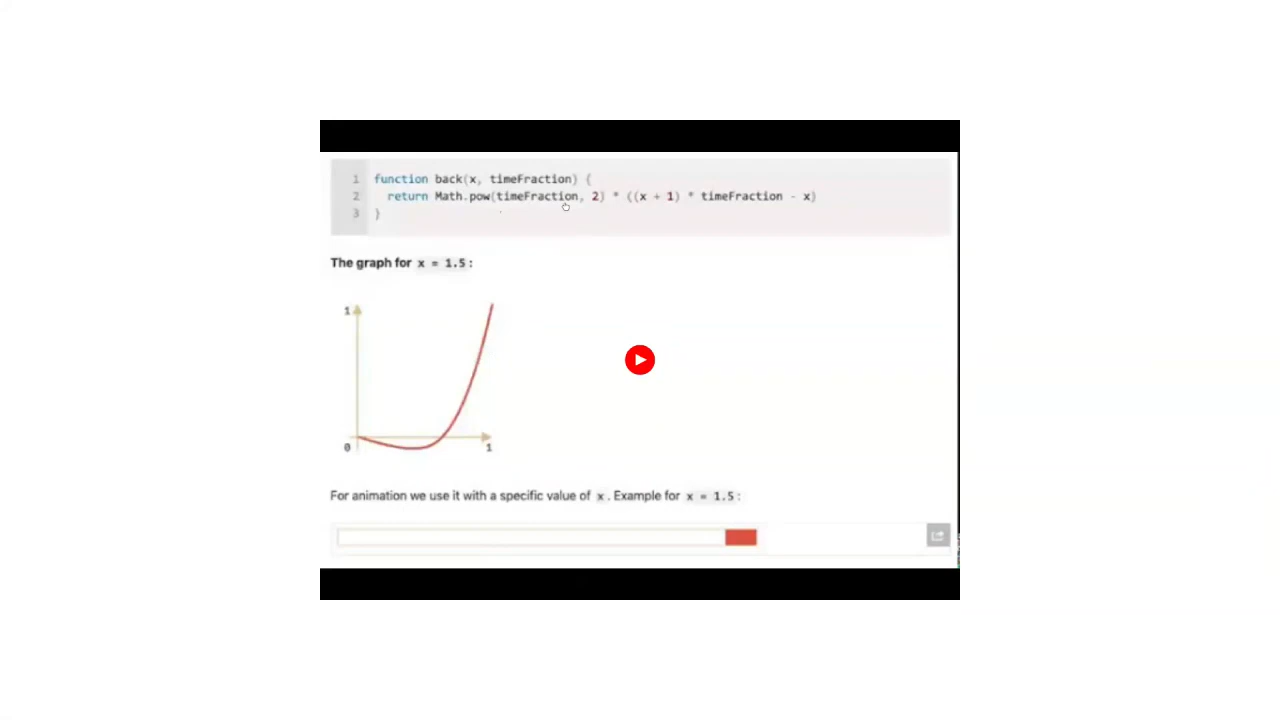 1 function back(x, timeFraction) {
2 return Math.pow(timeFraction, 2) * ((x + 1) * timeFraction - x)
3 }
The graph for x = 1.5:
1
0 1
For animation we use it with a specific value of x. Example for x = 1.5: